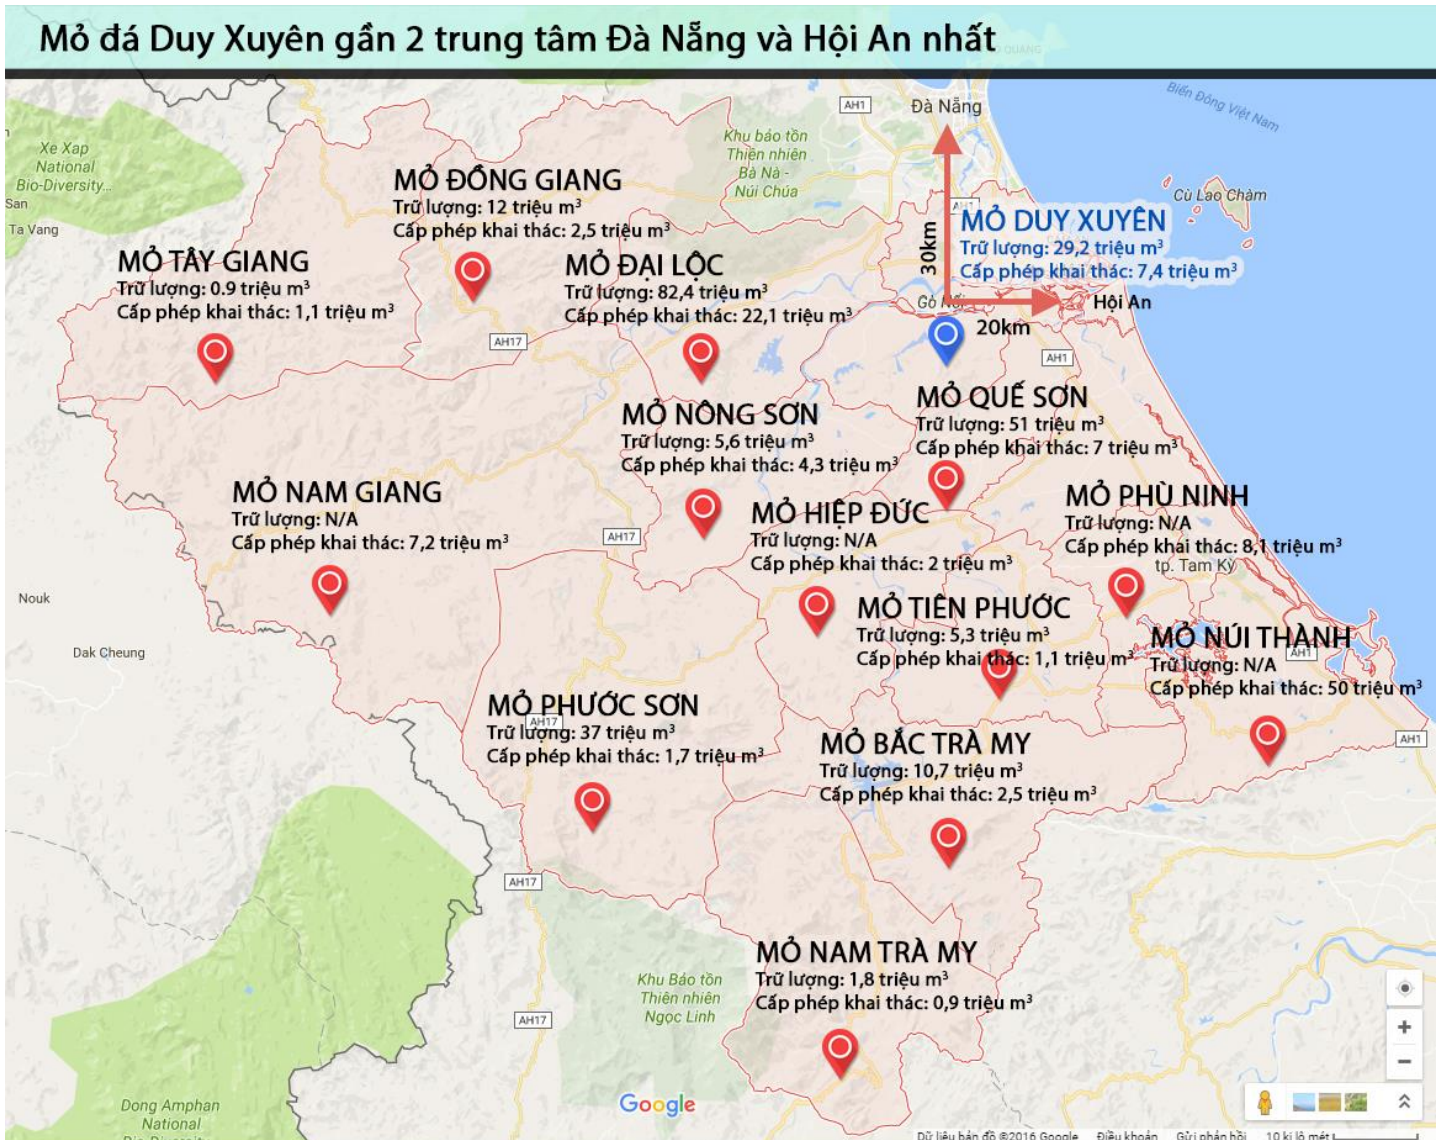 Mỏ đá Duy Xuyên gần 2 trung tâm Đà Nẵng và Hội An nhất
AH1
Đà Nẵng
Biển Đông Việt Nam
Xe Xap
National
Bio-Diversity...
San
Ta Vang
Khu bảo tồn
Thiên nhiên
Bà Nà -
Núi Chúa
Cù Lao Chàm
MỎ ĐÔNG GIANG
Trữ lượng: 12 triệu m³
Cấp phép khai thác: 2,5 triệu m³
30km
MỎ DUY XUYÊN
Trữ lượng: 29,2 triệu m³
Cấp phép khai thác: 7,4 triệu m³
MỎ TÂY GIANG
Trữ lượng: 0.9 triệu m³
Cấp phép khai thác: 1,1 triệu m³
MỎ ĐẠI LỘC
Trữ lượng: 82,4 triệu m³
Cấp phép khai thác: 22,1 triệu m³
Gò Nổi
Hội An
20km
AH17
AH1
MỎ QUẾ SƠN
Trữ lượng: 51 triệu m³
Cấp phép khai thác: 7 triệu m³
MỎ NÔNG SƠN
Trữ lượng: 5,6 triệu m³
Cấp phép khai thác: 4,3 triệu m³
MỎ NAM GIANG
Trữ lượng: N/A
Cấp phép khai thác: 7,2 triệu m³
MỎ PHÙ NINH
Trữ lượng: N/A
Cấp phép khai thác: 8,1 triệu m³
tp. Tam Kỳ
MỎ HIỆP ĐỨC
Trữ lượng: N/A
Cấp phép khai thác: 2 triệu m³
AH17
Nouk
Dak Cheung
MỎ TIÊN PHƯỚC
Trữ lượng: 5,3 triệu m³
Cấp phép khai thác: 1,1 triệu m³
MỎ NÚI THÀNH
AH1
Trữ lượng: N/A
Cấp phép khai thác: 50 triệu m³
MỎ PHƯỚC SƠN
AH17
Trữ lượng: 37 triệu m³
Cấp phép khai thác: 1,7 triệu m³
MỎ BẮC TRÀ MY
Trữ lượng: 10,7 triệu m³
Cấp phép khai thác: 2,5 triệu m³
AH1
AH17
MỎ NAM TRÀ MY
Trữ lượng: 1,8 triệu m³
Cấp phép khai thác: 0,9 triệu m³
Khu Bảo tồn
Thiên nhiên
Ngọc Linh
AH17
Dong Amphan
National
Google
Dữ liệu bản đồ ©2016 Google Điều khoản Gửi phản hồi 10 ki lô mét